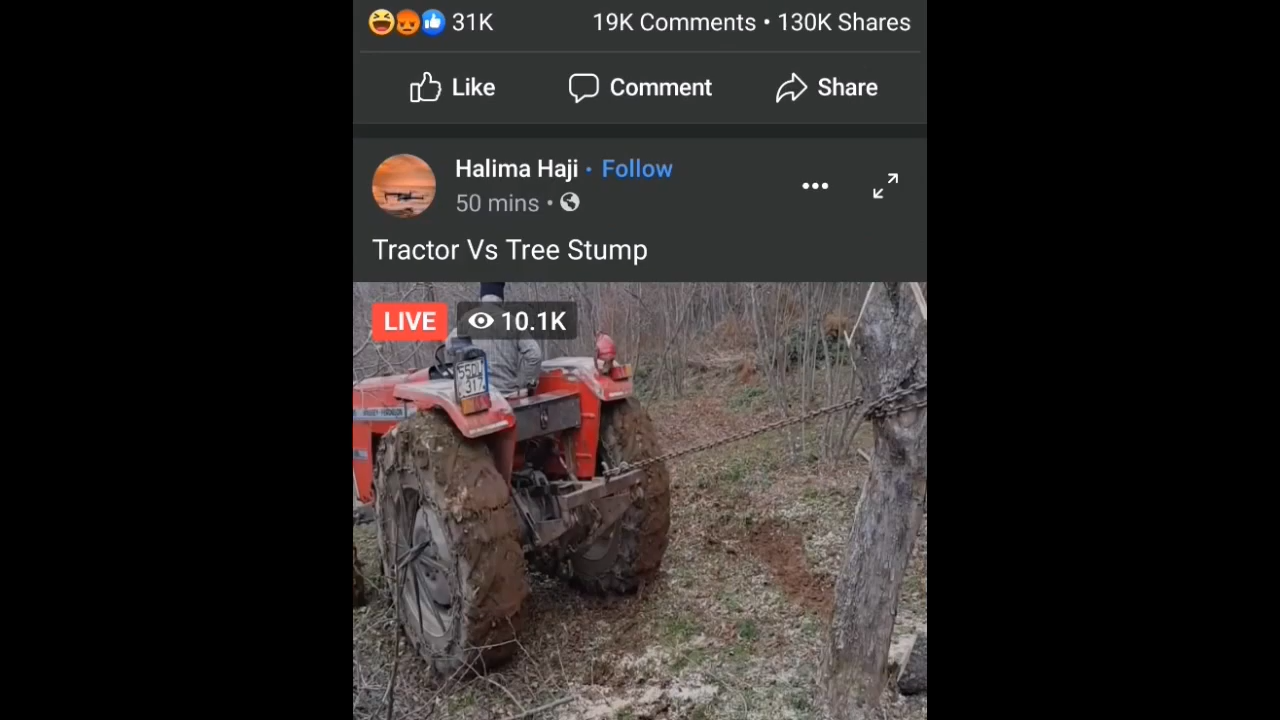 31K
19K Comments • 130K Shares
Like
Comment
Share
Halima Haji • Follow
50 mins •
Tractor Vs Tree Stump
LIVE
10.1K